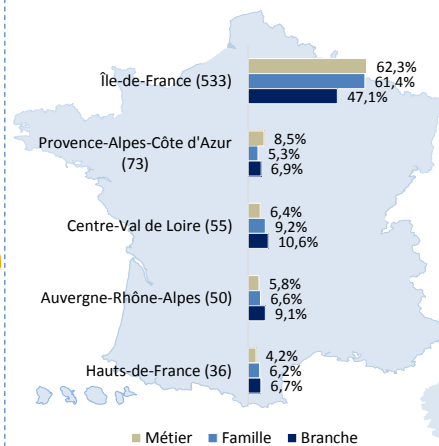 Île-de-France (533)
62,3%
61,4%
47,1%
Provence-Alpes-Côte d'Azur
(73)
8,5%
5,3%
6,9%
Centre-Val de Loire (55)
6,4%
9,2%
10,6%
Auvergne-Rhône-Alpes (50)
5,8%
6,6%
9,1%
Hauts-de-France (36)
4,2%
6,2%
6,7%
Métier Famille Branche